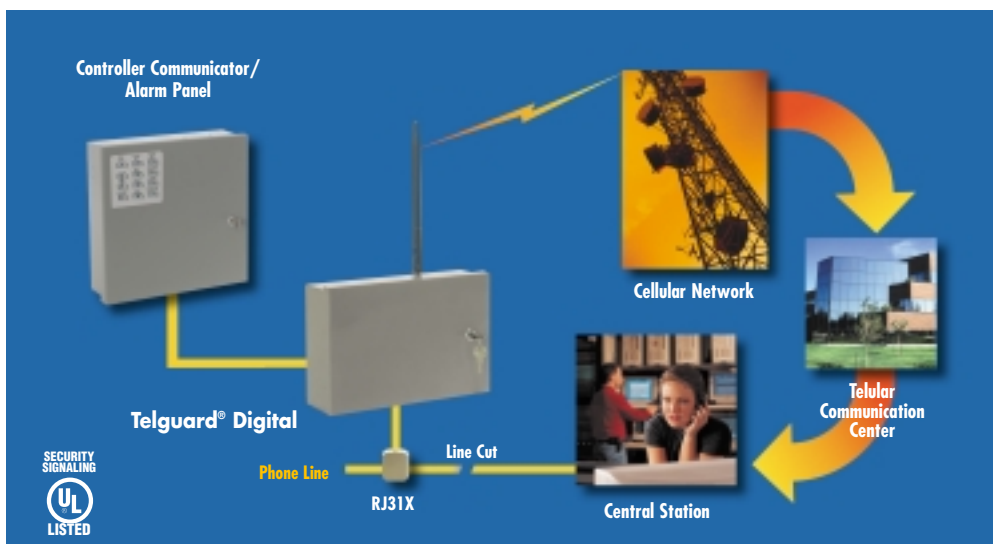 Controller Communicator/
Alarm Panel
Cellular Network
Telular
Communication
Center
Telguard® Digital
Line Cut
Phone Line
RJ31X
Central Station
SECURITY
SIGNALING
UL
®
LISTED